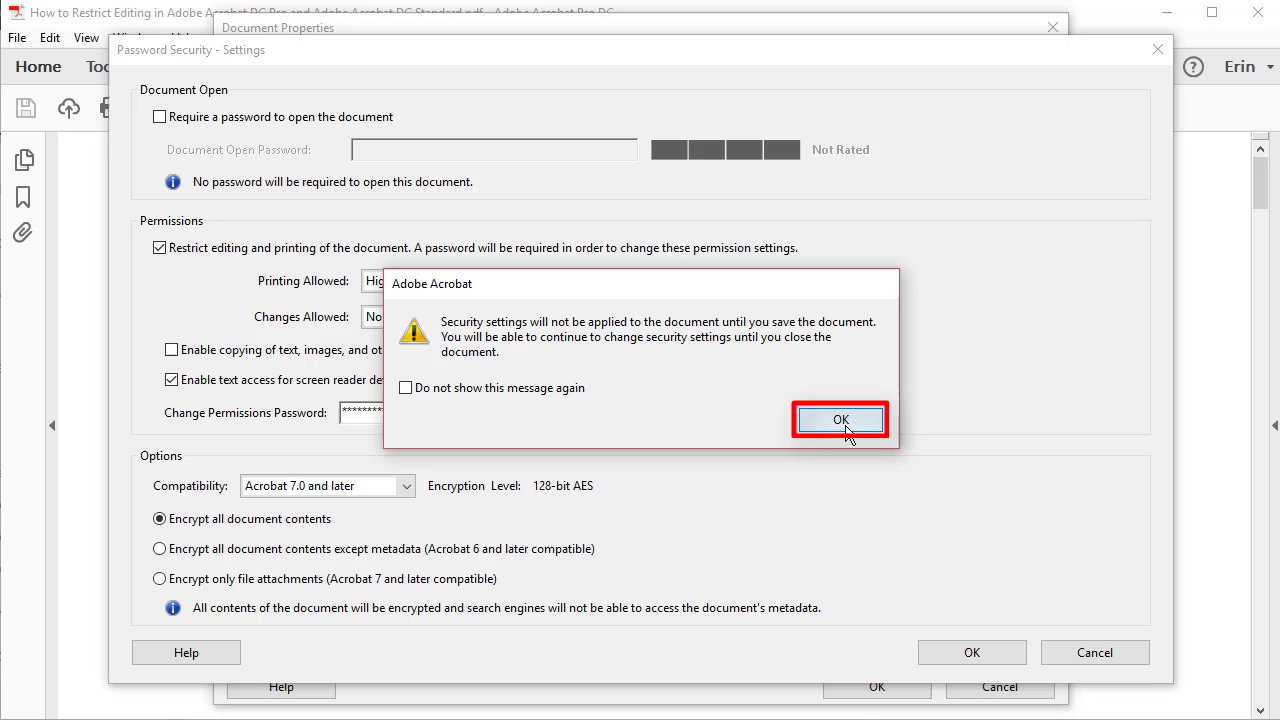 How to Restrict Editing in Adobe Acrobat DC Pro and Adobe Acrobat DC Standard.pdf - Adobe Acrobat Pro DC
Document Properties
File Edit View
Password Security - Settings
Home
Erin
Document Open
Require a password to open the document
Document Open Password:
Not Rated
No password will be required to open this document.
Permissions
Restrict editing and printing of the document. A password will be required in order to change these permission settings.
Printing Allowed:
Changes Allowed:
Enable copying of text, images, and
Enable text access for screen reader
Change Permissions Password: ********
Adobe Acrobat
Security settings will not be applied to the document until you save the document.
You will be able to continue to change security settings until you close the
document.
Do not show this message again
OK
Options
Compatibility: Acrobat 7.0 and later Encryption Level: 128-bit AES
Encrypt all document contents
Encrypt all document contents except metadata (Acrobat 6 and later compatible)
Encrypt only file attachments (Acrobat 7 and later compatible)
All contents of the document will be encrypted and search engines will not be able to access the document's metadata.
Help OK Cancel
Help OK Cancel